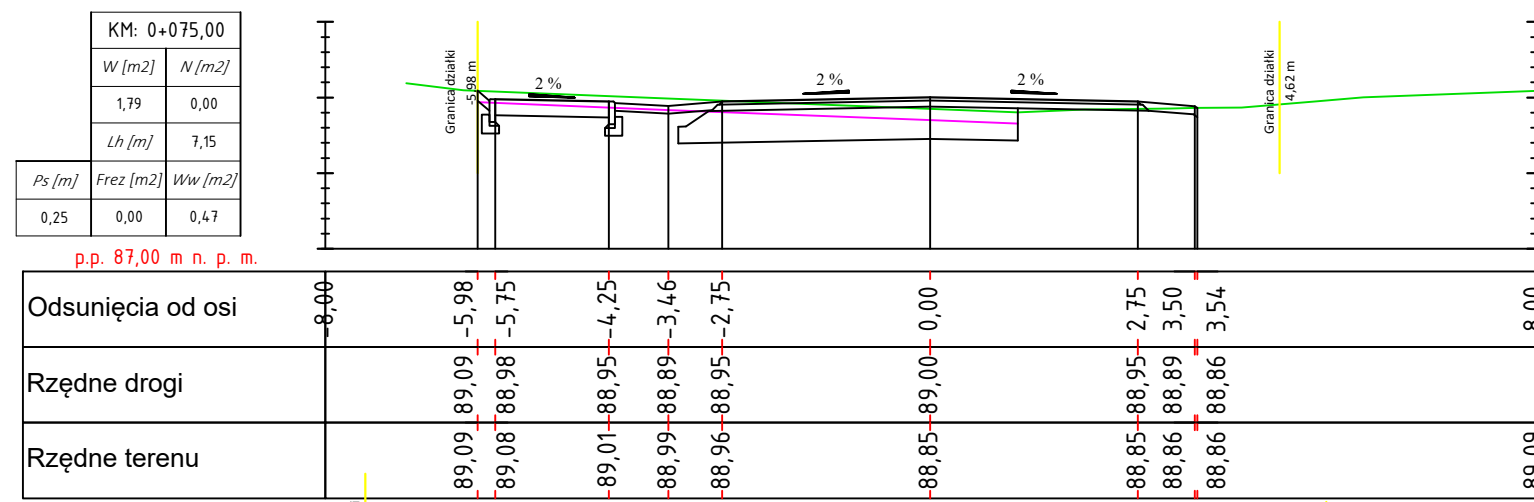 KM: 0+075,00
W [m2] N [m2]
1,79 0,00
Lh [m] 7,15
Ps [m] Frez [m2] Ww [m2]
0,25 0,00 0,47
p.p. 87,00 m n. p. m.
Granica działki
-5,98 m
2 %
2 %
2 %
Granica działki
4,62 m
Odsunięcia od osi -8,00 -5,98 -5,75 -4,25 -3,46 -2,75 0,00 2,75 3,50 3,54 8,00
Rzędne drogi 89,09 88,98 88,95 88,89 88,95 89,00 88,95 88,89 88,86
Rzędne terenu 89,09 89,08 89,01 88,99 88,96 88,85 88,85 88,86 88,86 89,09